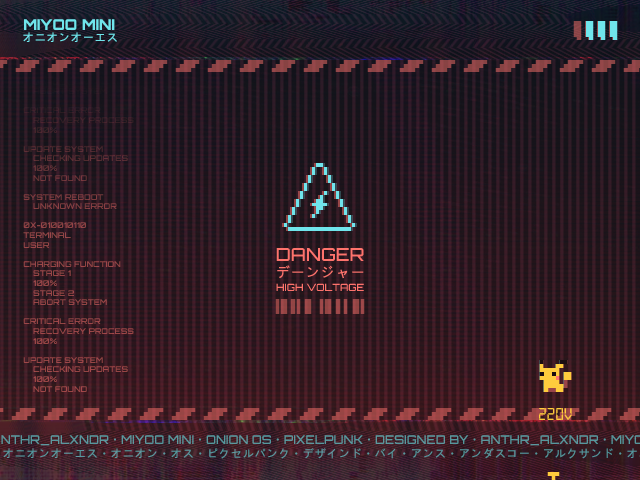 MIYOO MINI
オニオンオーエス
RECOVERY PROCESS
100%
UPDATE SYSTEM
CHECKING UPDATES
100%
NOT FOUND
SYSTEM REBOOT
UNKNOWN ERROR
0X-010010110
TERMINAL
USER
CHARGING FUNCTION
STAGE 1
100%
STAGE 2
ABORT SYSTEM
CRITICAL ERROR
RECOVERY PROCESS
100%
UPDATE SYSTEM
CHECKING UPDATES
100%
NOT FOUND
DANGER
デーンジャー
HIGH VOLTAGE
220V
NTHR_ALXNDR · MIYOO MINI · ONION OS · PIXELPUNK · DESIGNED BY · ANTHR_ALXNDR · MIYO
オニオンオーエス・オニオン・オス・ピクセルパンク・デザインド・バイ・アンス・アンダスコー・アルクサンド・オ